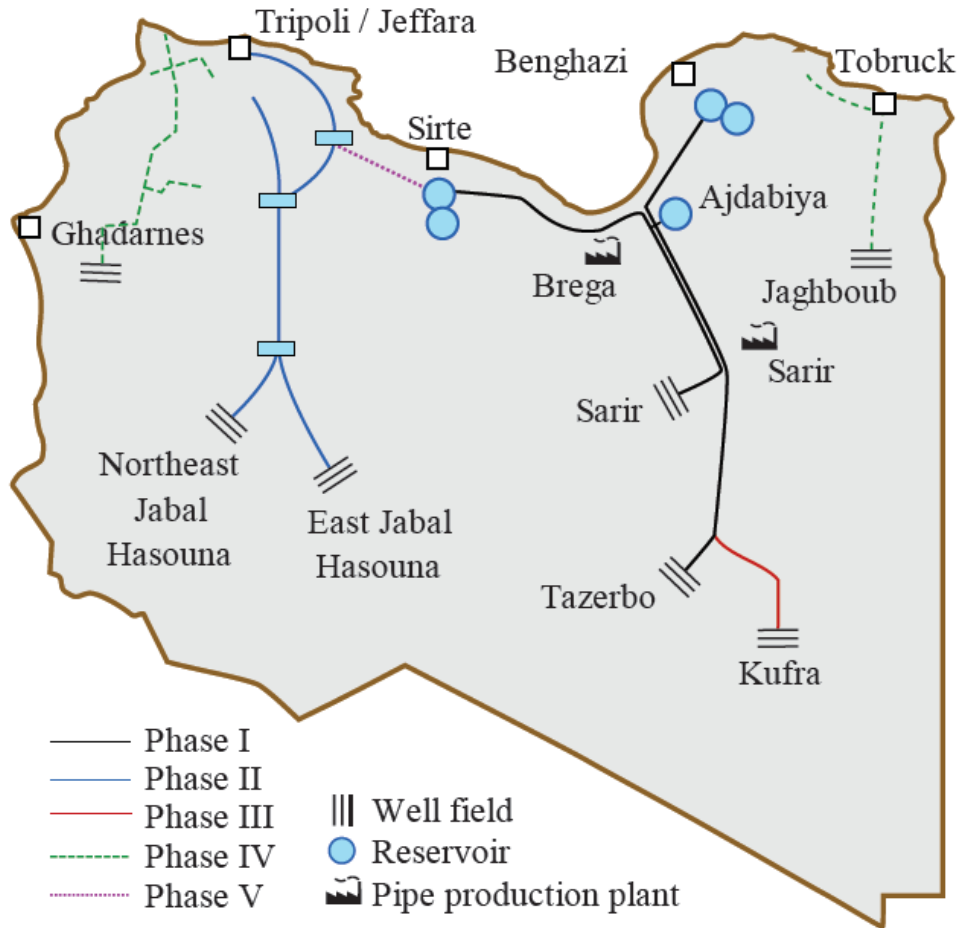 Tripoli / Jeffara
Benghazi
Tobruck
Sirte
Ajdabiya
Ghadarnes
Brega
Jaghboub
Sarir
Sarir
Northeast
Jabal
Hasouna
East Jabal
Hasouna
Tazerbo
Kufra
Phase I
Phase II
Phase III
Phase IV
Phase V
Well field
Reservoir
Pipe production plant